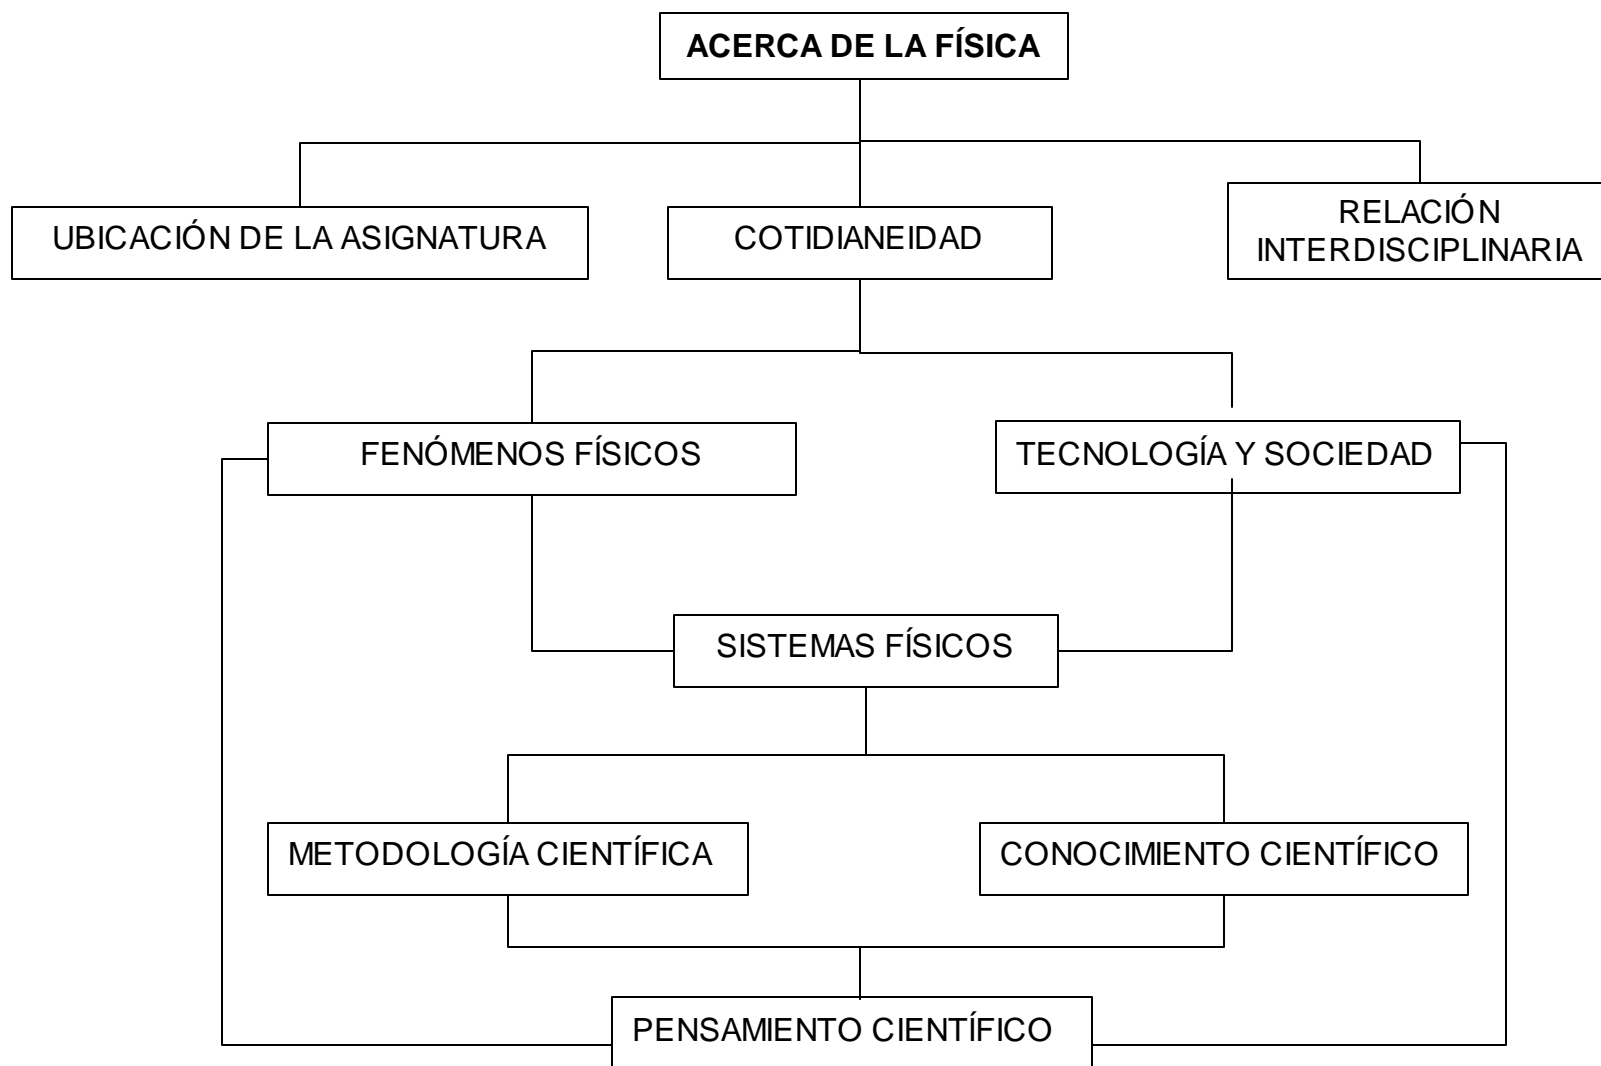 ACERCA DE LA FÍSICA
UBICACIÓN DE LA ASIGNATURA
COTIDIANEIDAD
RELACIÓN
INTERDISCIPLINARIA
FENÓMENOS FÍSICOS
TECNOLOGÍA Y SOCIEDAD
SISTEMAS FÍSICOS
METODOLOGÍA CIENTÍFICA
CONOCIMIENTO CIENTÍFICO
PENSAMIENTO CIENTÍFICO